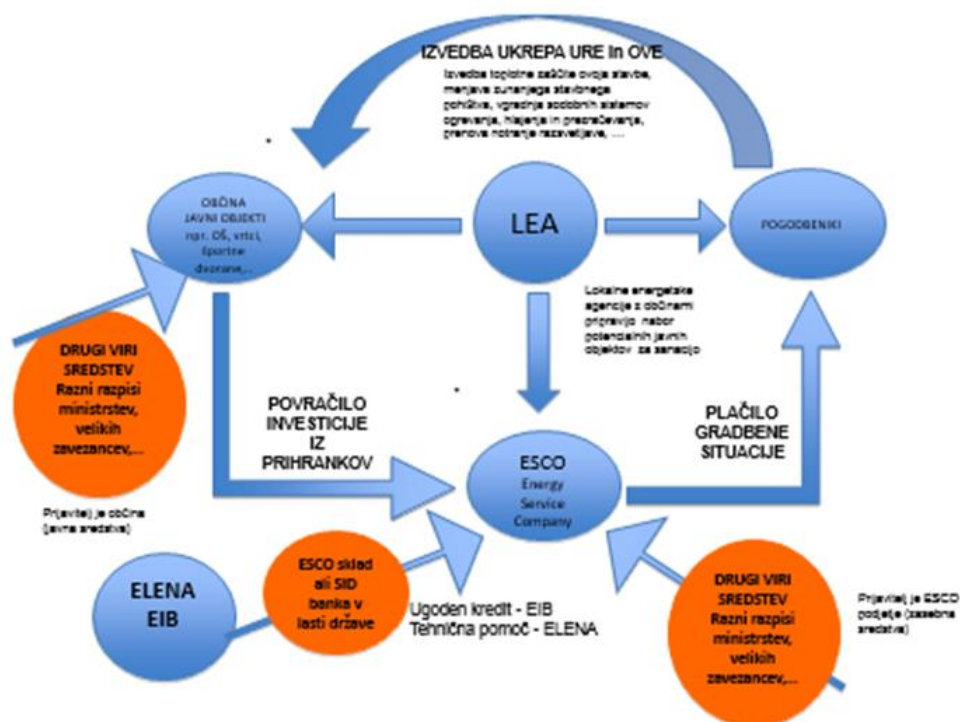 IZVEDBA UKREPA URE in OVE
Izvedba toplotne zaščite ovoja stavbe,
menjava zunanjega stavbnega
pohištva, vgradnja sodobnih sistemov
ogrevanja, hlajenja in prezračevanja,
prenova notranje razsvetljave, ...
OBČINA
JAVNI OBJEKTI
npr. OŠ, vrtci,
športne
dvorane,..
LEA
POGODBENIKI
Lokalne energetske
agencije z občinami
pripravijo nabor
potencialnih javnih
objektov za sanacijo
DRUGI VIRI
SREDSTEV
Razni razpisi
ministrstev,
velikih
zavezancev,...
Prijavitelj je občina
(javna sredstva)
POVRAČILO
INVESTICIJE
IZ
PRIHRANKOV
PLAČILO
GRADBENE
SITUACIJE
ESCO
Energy
Service
Company
ELENA
EIB
ESCO sklad
ali SID
banka v
lasti države
Ugoden kredit - EIB
Tehnična pomoč - ELENA
DRUGI VIRI
SREDSTEV
Razni razpisi
ministrstev,
velikih
zavezancev,...
Prijavitelj je ESCO
podjetje (zasebna
sredstva)